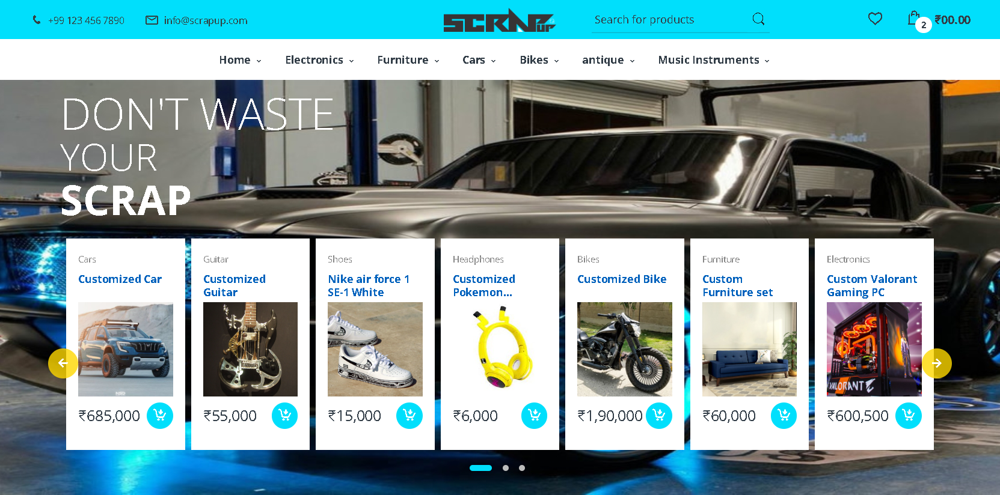 +99 123 456 7890
info@scrapup.com
SCRAP UP
Search for products
2
₹00.00
Home
Electronics
Furniture
Cars
Bikes
antique
Music Instruments
DON'T WASTE
YOUR
SCRAP
Cars
Customized Car
₹685,000
Guitar
Customized
Guitar
₹55,000
Shoes
Nike air force 1
SE-1 White
₹15,000
Headphones
Customized
Pokemon...
₹6,000
Bikes
Customized Bike
₹1,90,000
Furniture
Custom
Furniture set
₹60,000
Electronics
Custom Valorant
Gaming PC
VALORANT
₹600,500